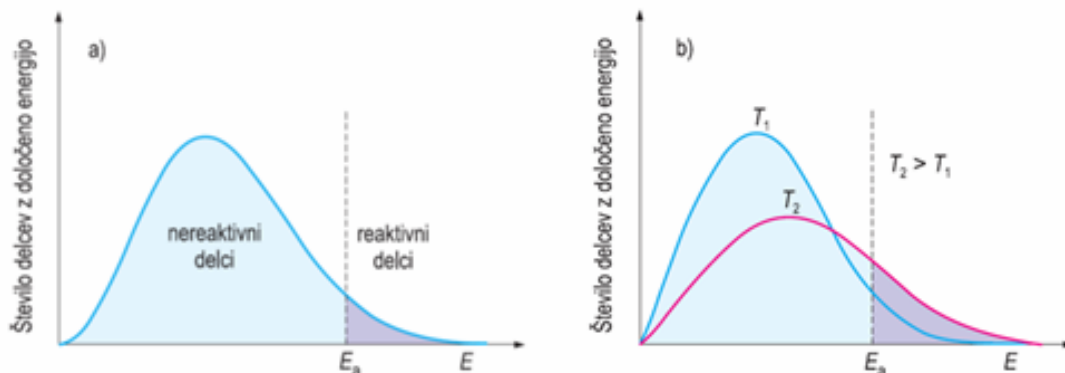 a)
Število delcev z določeno energijo
nereaktivni
delci
reaktivni
delci
Eₐ
E
b)
Število delcev z določeno energijo
T₁
T₂
T₂ > T₁
Eₐ
E